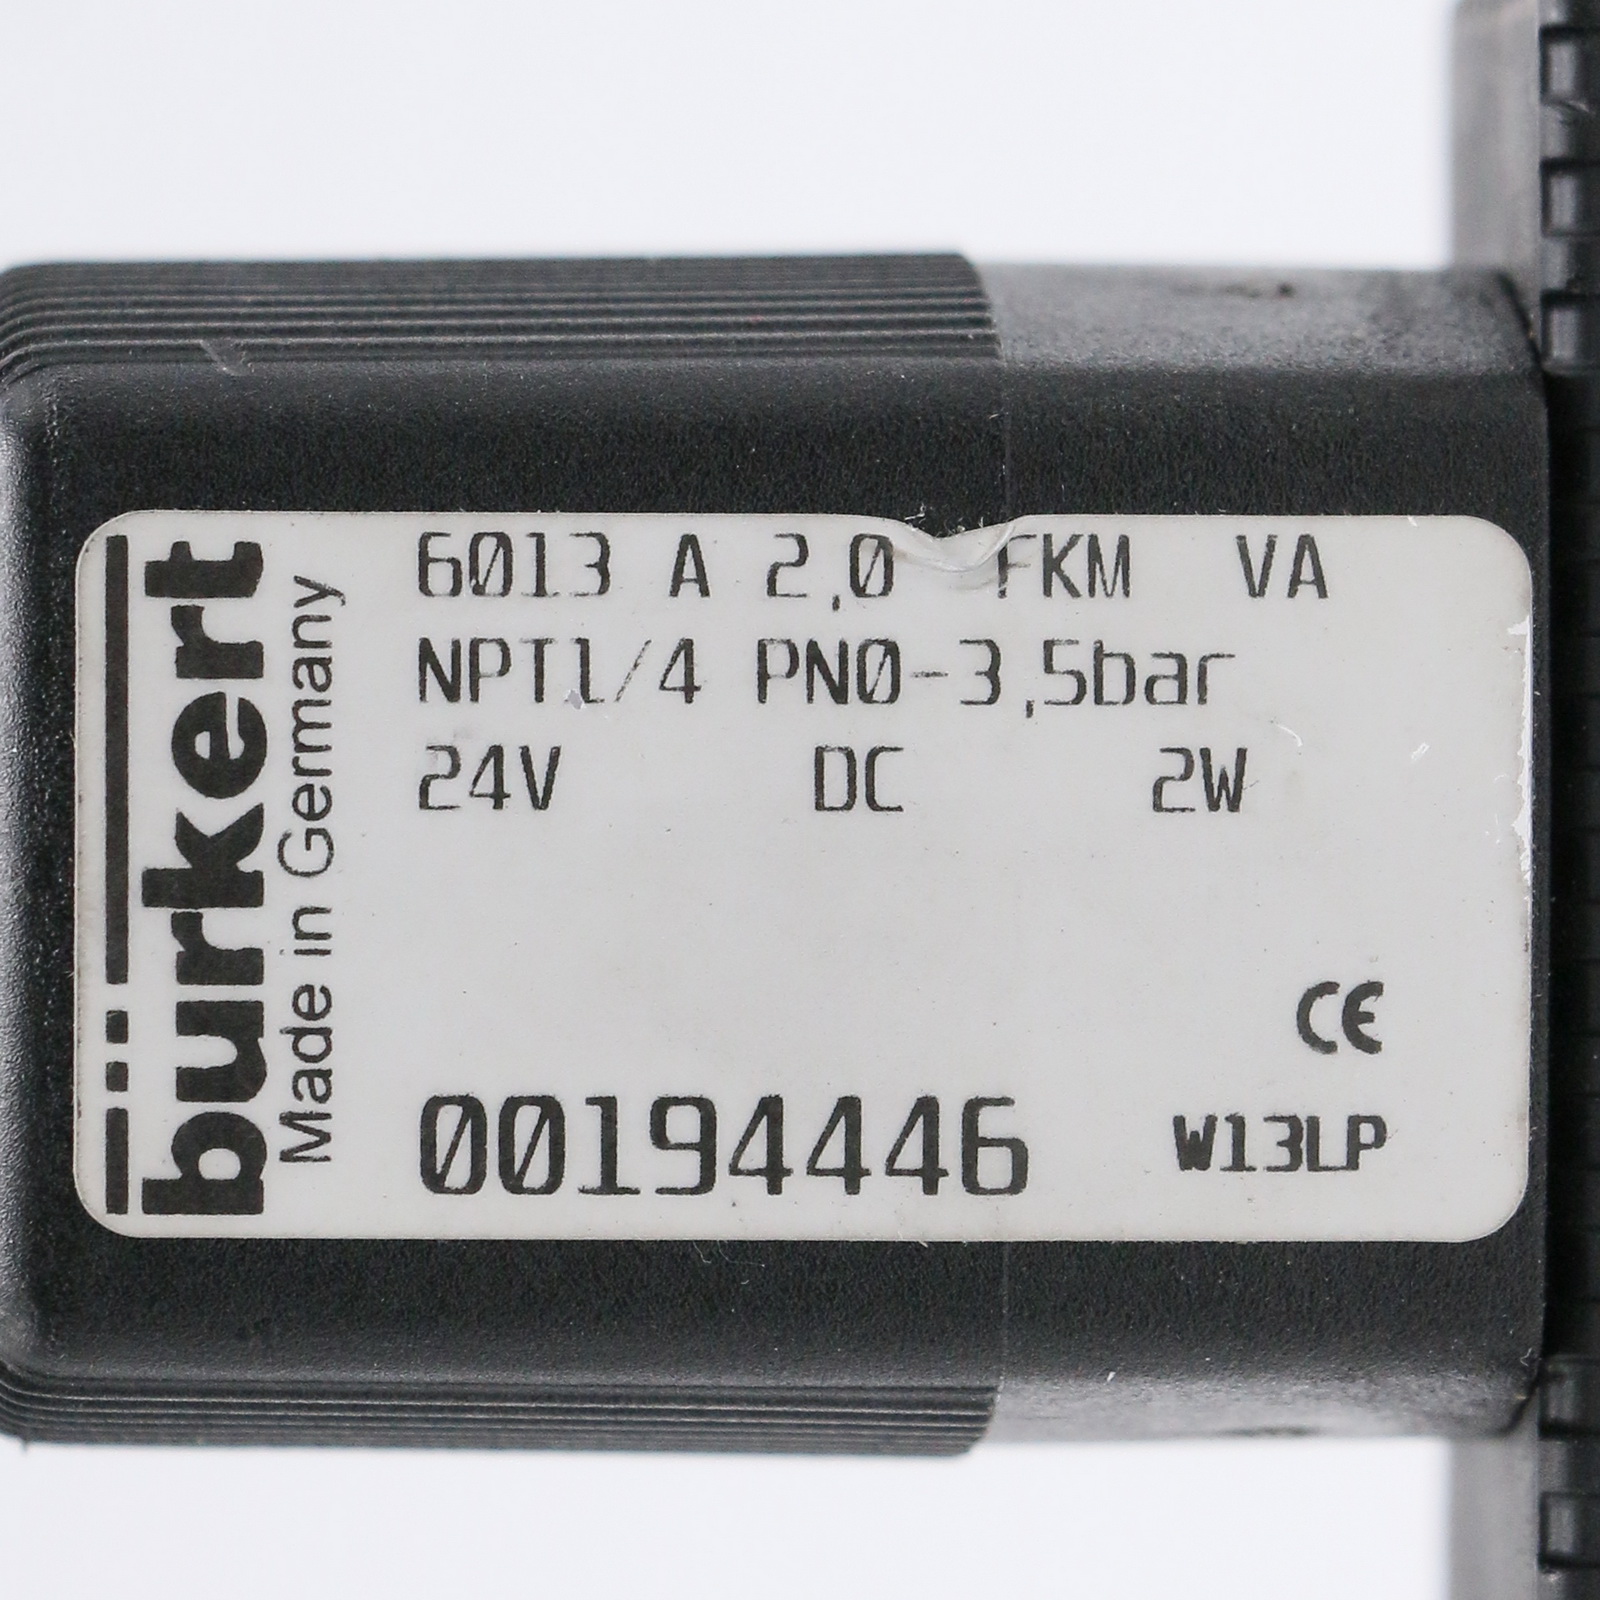 bürkert
Made in Germany
6013 A 2,0 FKM VA
NPT1/4 PN0-3,5bar
24V DC 2W
CE
00194446 W13LP